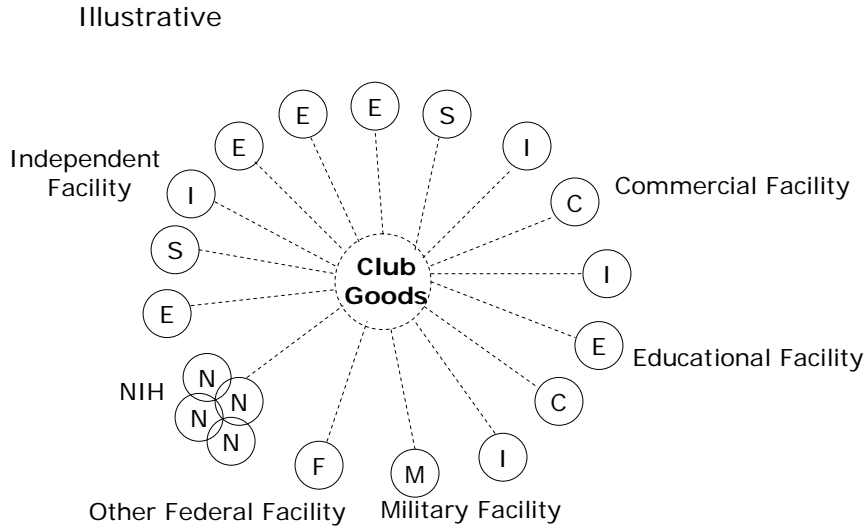 Illustrative
E
E
S
E
I
Independent
Facility
I
Commercial Facility
C
S
Club
Goods
I
E
E
Educational Facility
NIH
N
N
N
N
C
F
M
I
Other Federal Facility
Military Facility